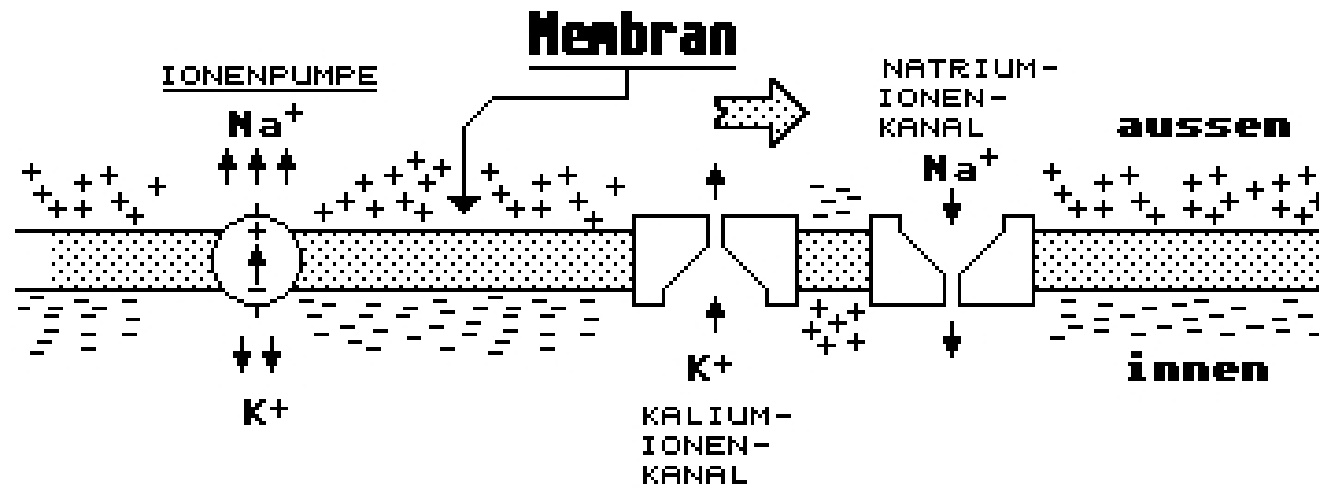 Membran
IONENPUMPE
Na+
NATRIUM-
IONEN-
KANAL
Na+
aussen
K+
K+
KALIUM-
IONEN-
KANAL
innen